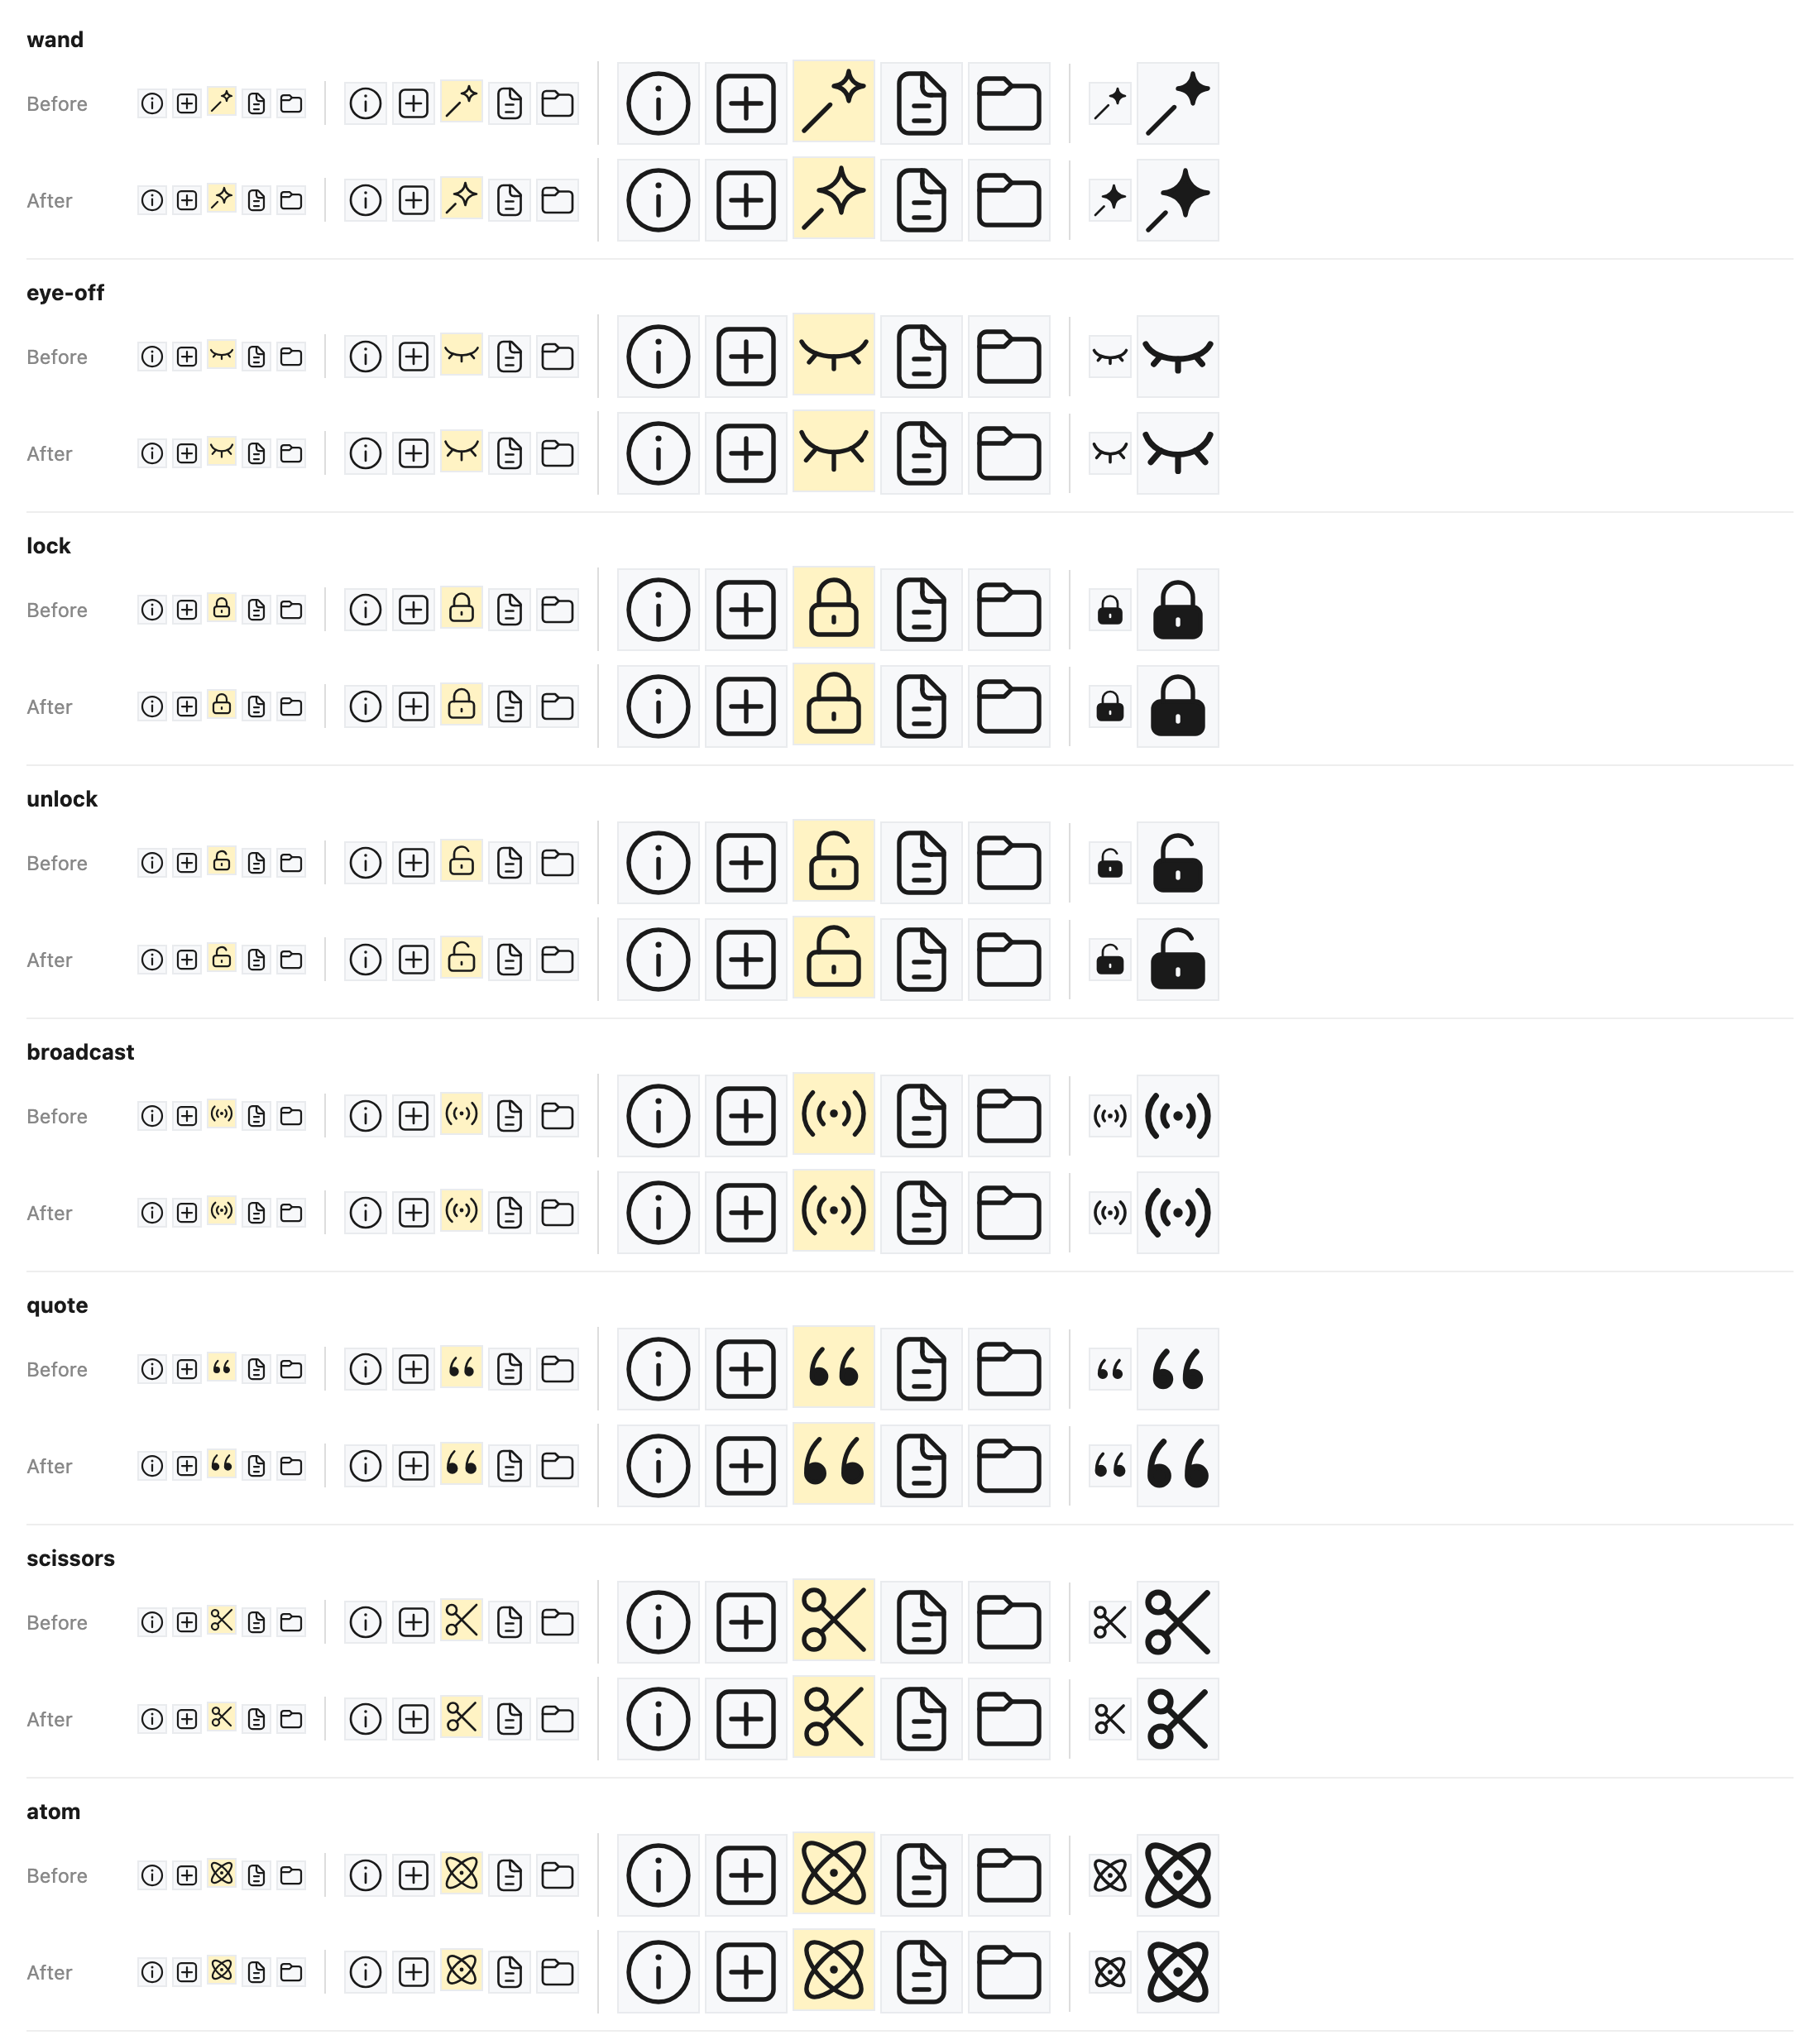 wand
Before
After
eye-off
Before
After
lock
Before
After
unlock
Before
After
broadcast
Before
After
quote
Before
After
scissors
Before
After
atom
Before
After